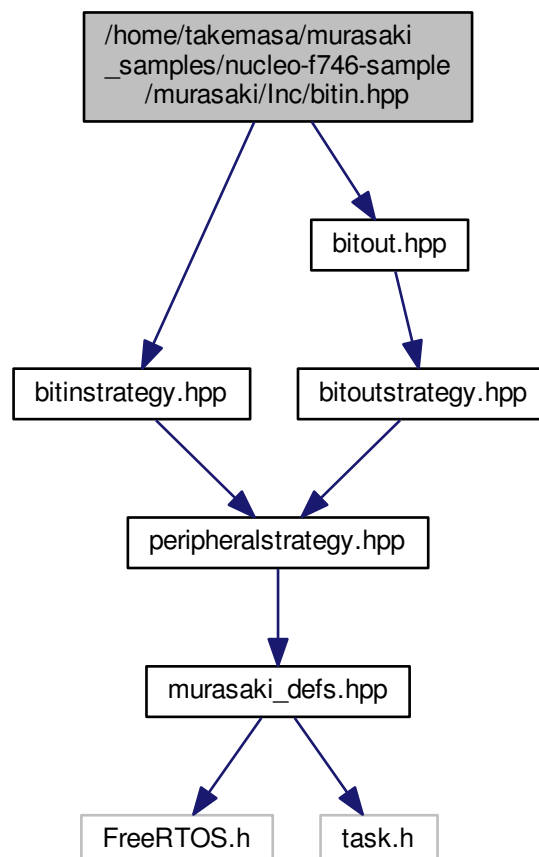 /home/takemasa/murasaki
_samples/nucleo-f746-sample
/murasaki/Inc/bitin.hpp
bitout.hpp
bitinstrategy.hpp
bitoutstrategy.hpp
peripheralstrategy.hpp
murasaki_defs.hpp
FreeRTOS.h
task.h